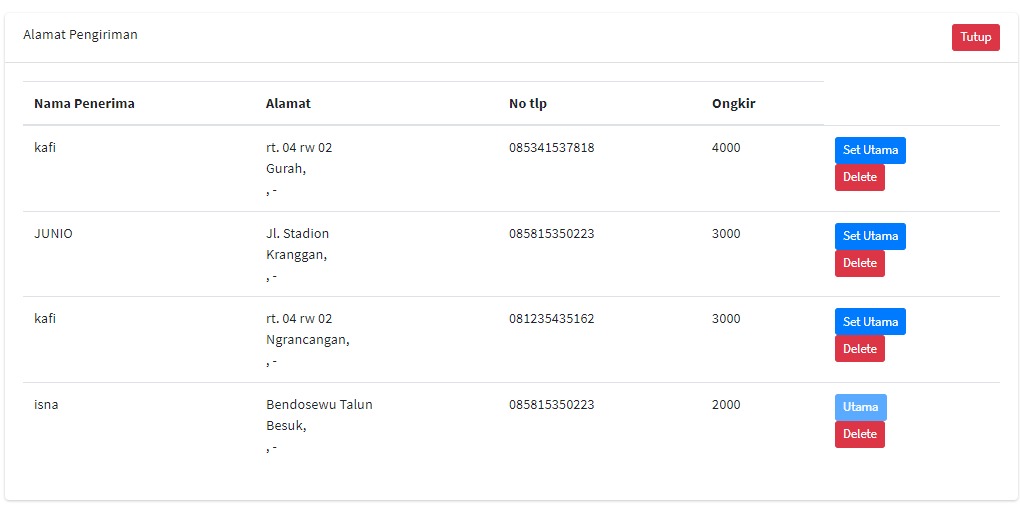 Alamat Pengiriman
Tutup
Nama Penerima Alamat No tlp Ongkir
kafi rt. 04 rw 02 085341537818 4000 Set Utama
Gurah, Delete
, -
JUNIO Jl. Stadion 085815350223 3000 Set Utama
Kranggan, Delete
, -
kafi rt. 04 rw 02 081235435162 3000 Set Utama
Ngrancangan, Delete
, -
isna Bendosewu Talun 085815350223 2000 Utama
Besuk, Delete
, -